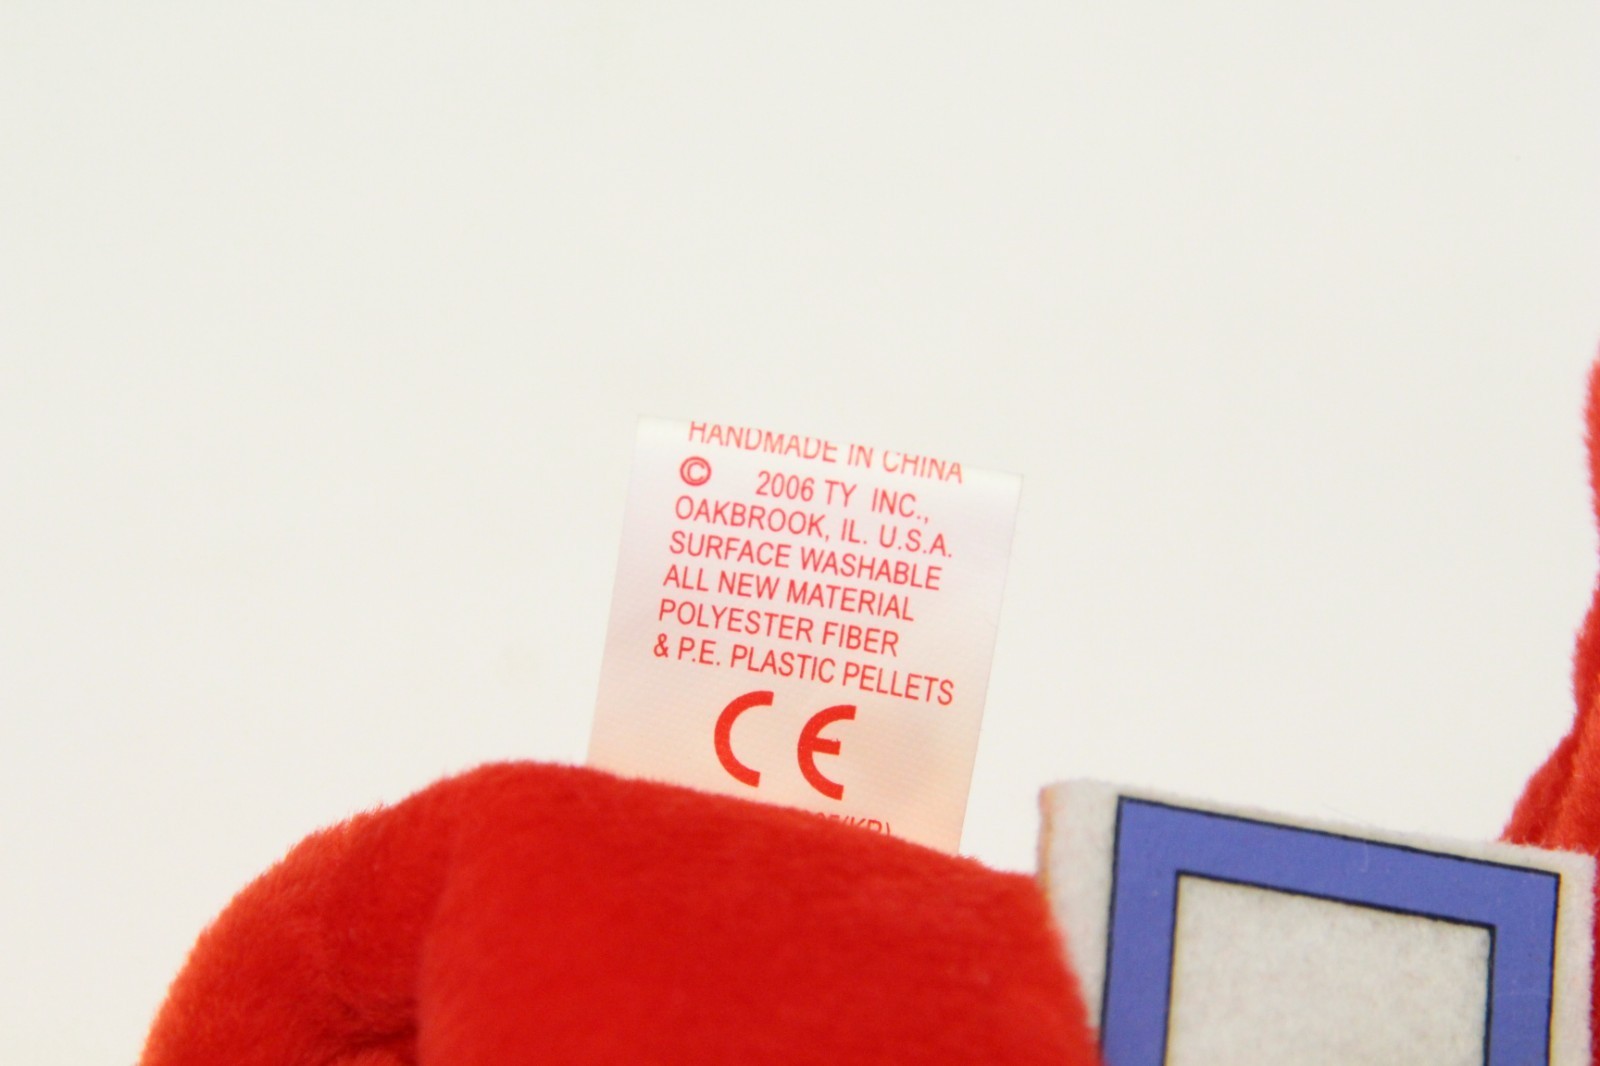 HANDMADE IN CHINA
© 2006 TY INC.,
OAKBROOK, IL. U.S.A.
SURFACE WASHABLE
ALL NEW MATERIAL
POLYESTER FIBER
& P.E. PLASTIC PELLETS
CE